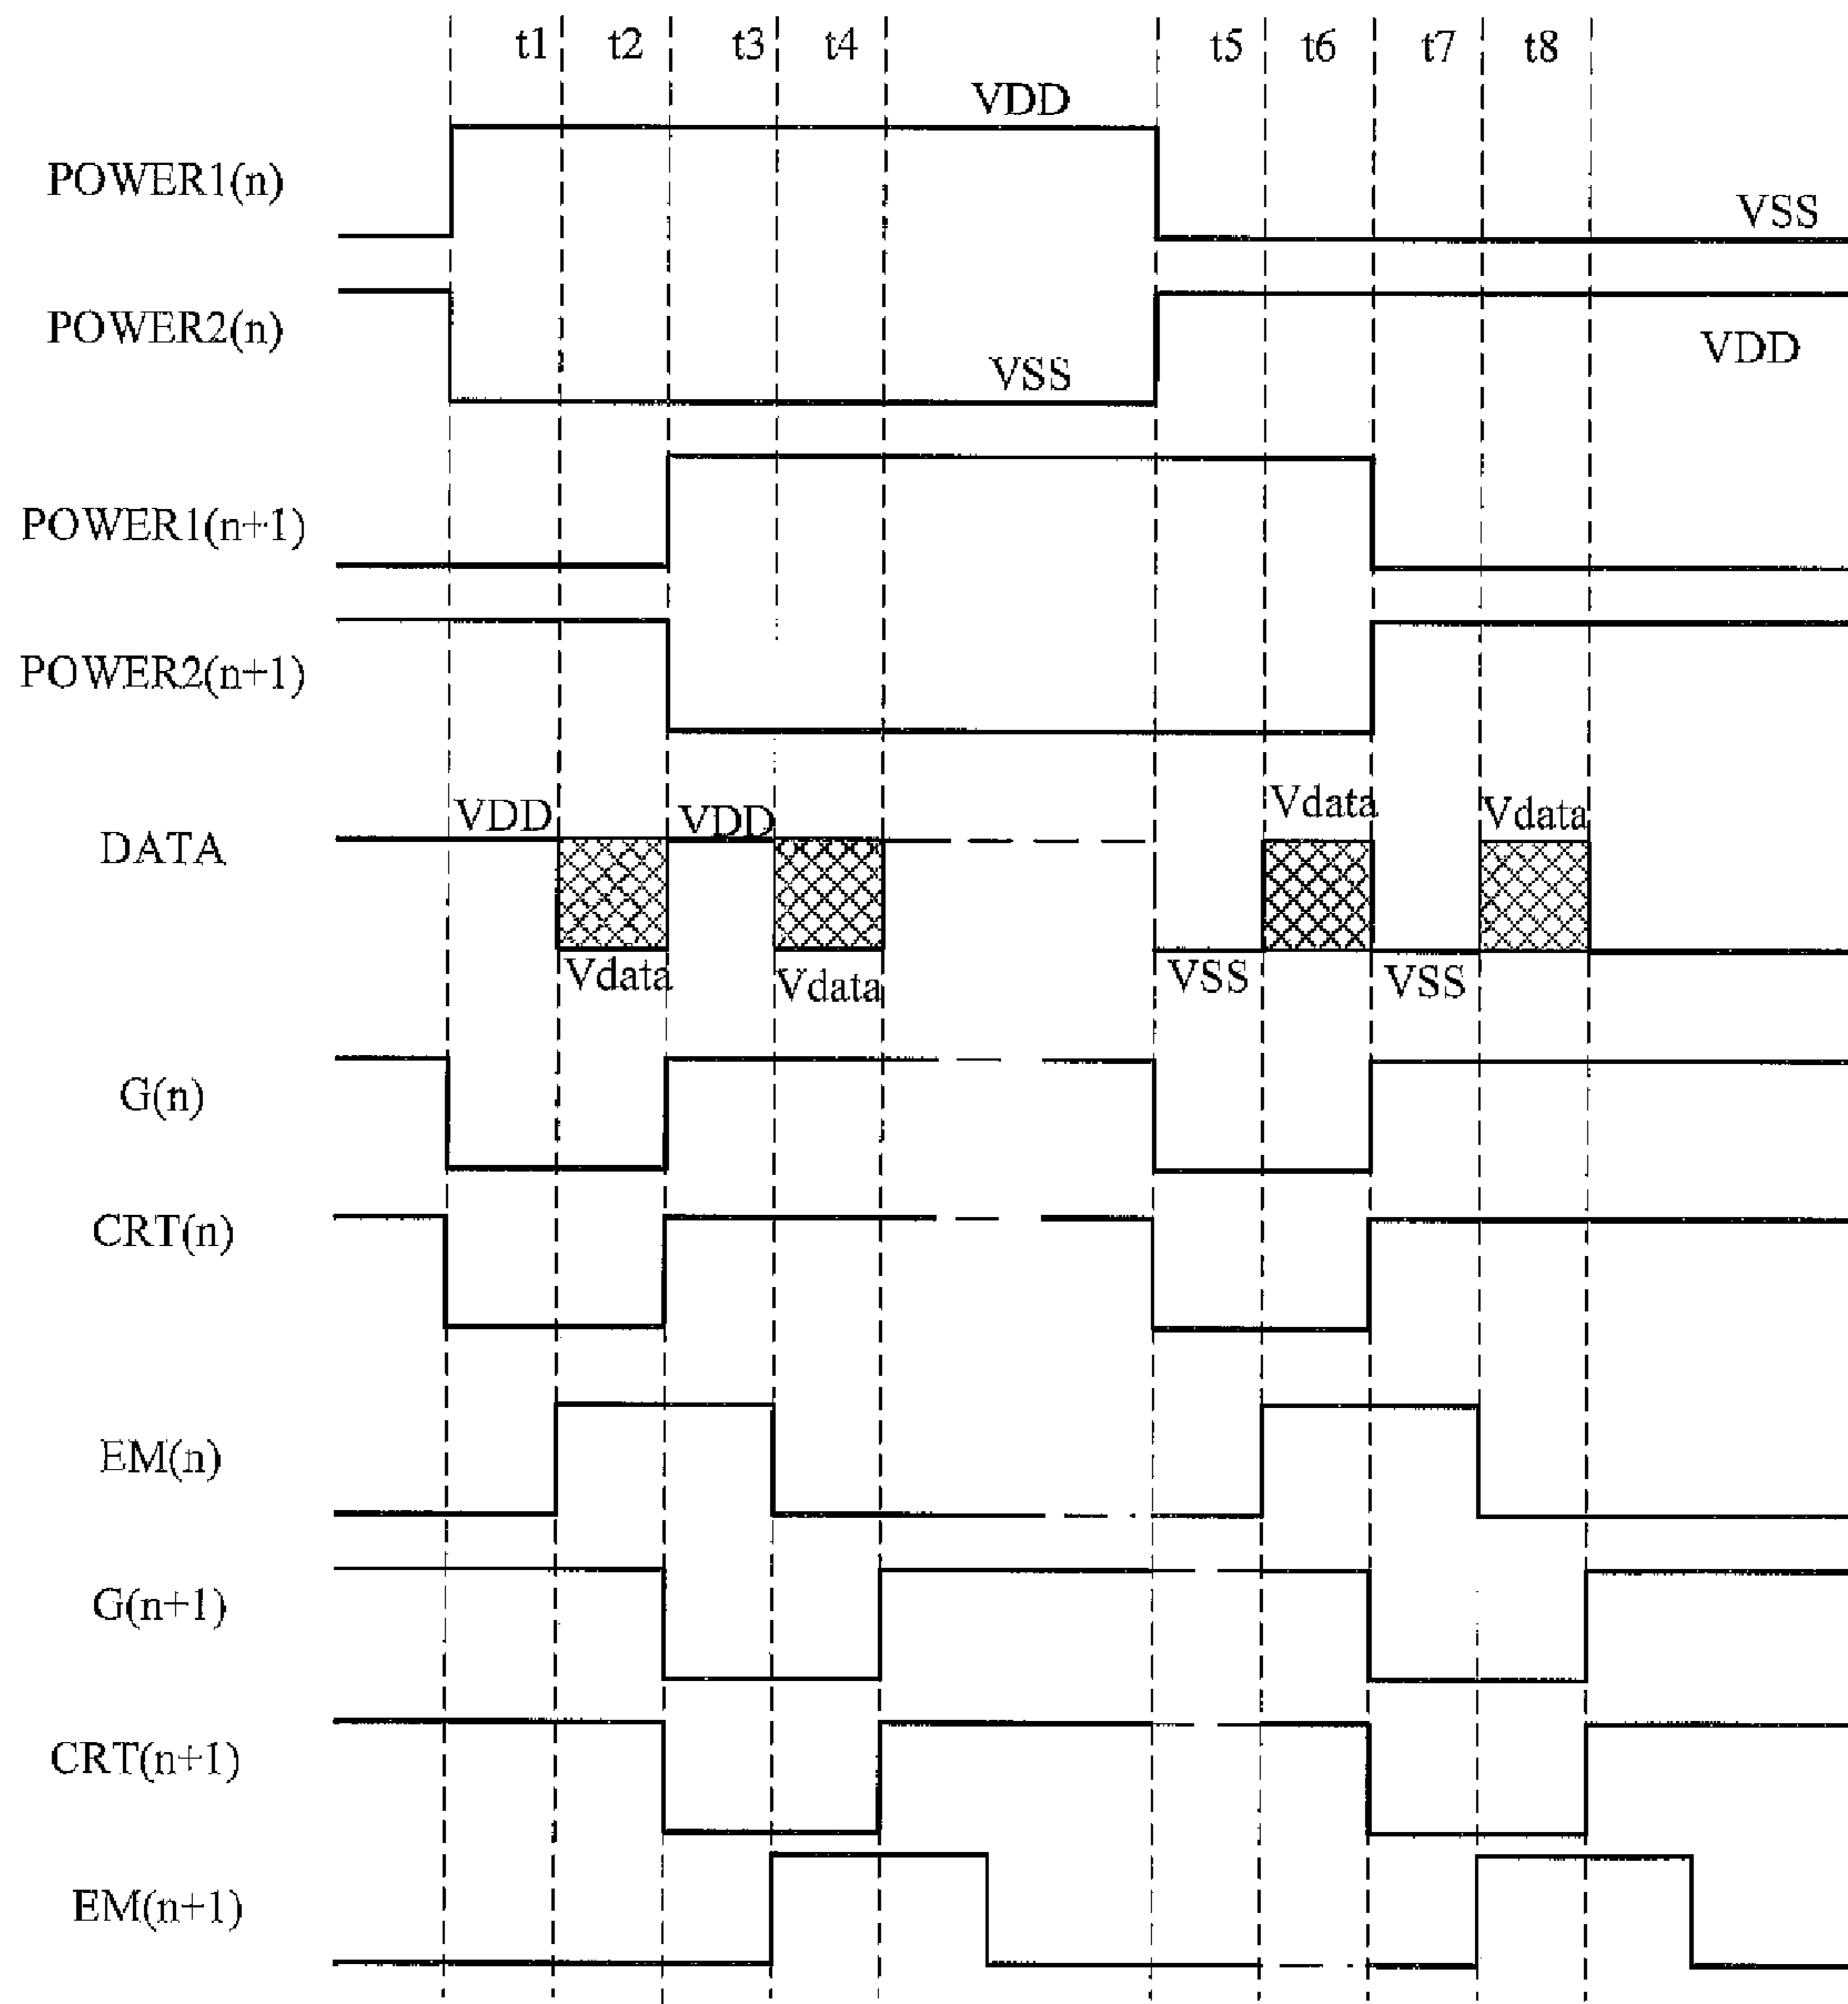 t1 t2 t3 t4 t5 t6 t7 t8
VDD
POWER1(n)
VSS
POWER2(n)
VDD
VSS
POWER1(n+1)
POWER2(n+1)
Vdata Vdata
VDD VDD
DATA
Vdata Vdata VSS VSS
G(n)
CRT(n)
EM(n)
G(n+1)
CRT(n+1)
EM(n+1)